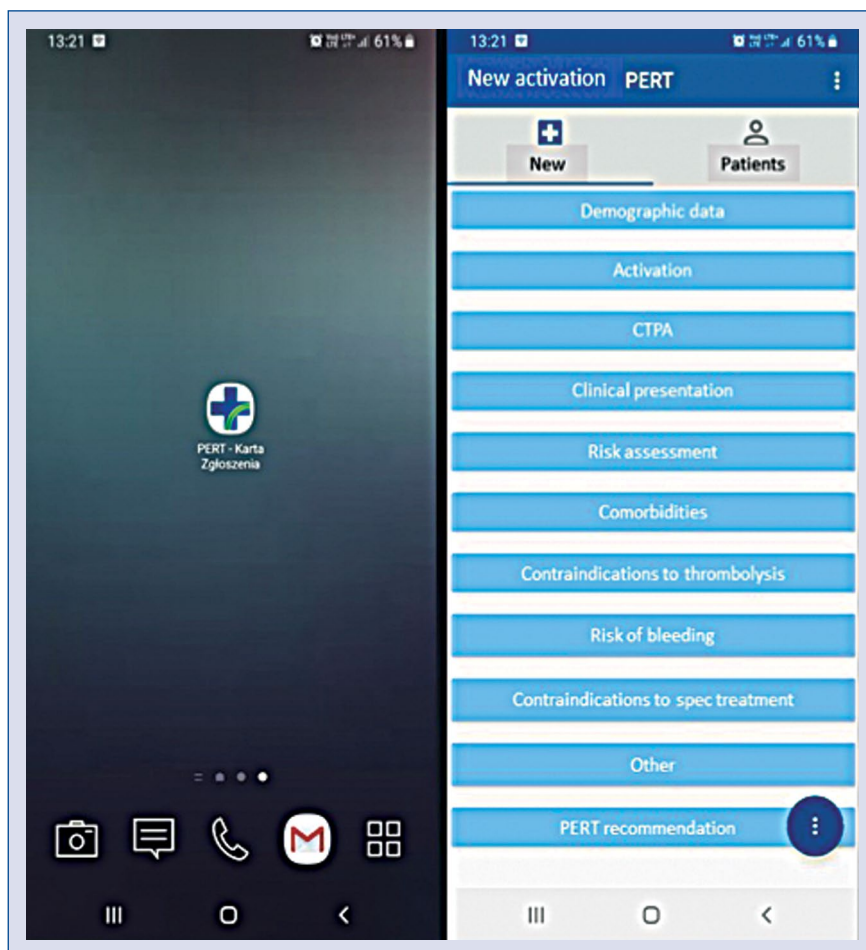 13:21
61%
PERT - Karta
Zgłoszenia
13:21
61%
New activation PERT
New
Patients
Demographic data
Activation
CTPA
Clinical presentation
Risk assessment
Comorbidities
Contraindications to thrombolysis
Risk of bleeding
Contraindications to spec treatment
Other
PERT recommendation